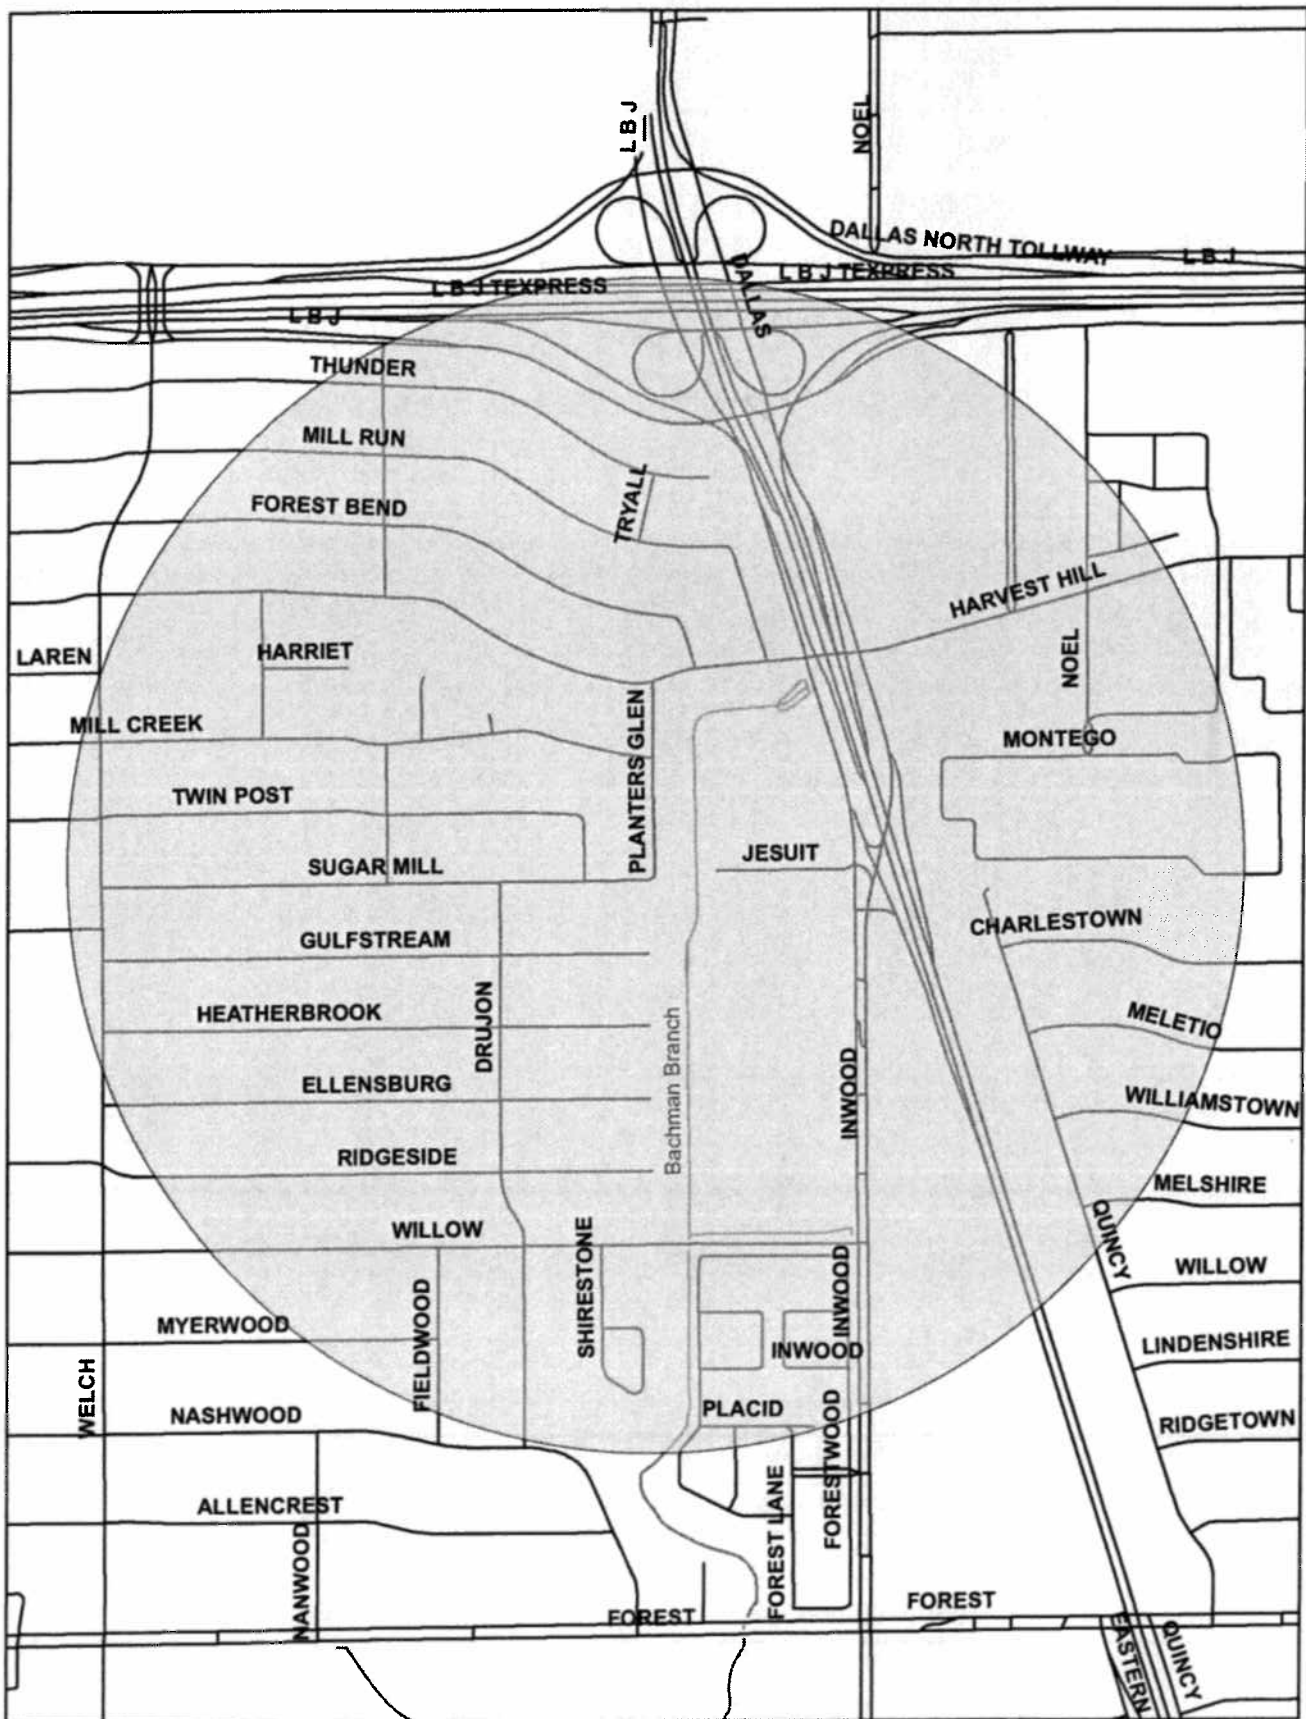 L B J
NOEL
DALLAS NORTH TOLLWAY
L B J
L B J TEXPRESS
DALLAS
L B J TEXPRESS
L B J
THUNDER
MILL RUN
FOREST BEND
TRYALL
HARVEST HILL
LAREN
HARRIET
NOEL
MILL CREEK
PLANTERS GLEN
MONTEGO
TWIN POST
JESUIT
SUGAR MILL
CHARLESTOWN
GULFSTREAM
HEATHERBROOK
DRUJON
Bachman Branch
MELETIO
ELLENSBURG
INWOOD
WILLIAMSTOWN
RIDGESIDE
MELSHIRE
WILLOW
SHIRESTONE
QUINCY
WILLOW
INWOOD
MYERWOOD
FIELDWOOD
INWOOD
LINDENSHIRE
WELCH
NASHWOOD
PLACID
RIDGETOWN
FORESTWOOD
ALLENCREST
FOREST LANE
NANWOOD
FOREST
FOREST
EASTERN
QUINCY